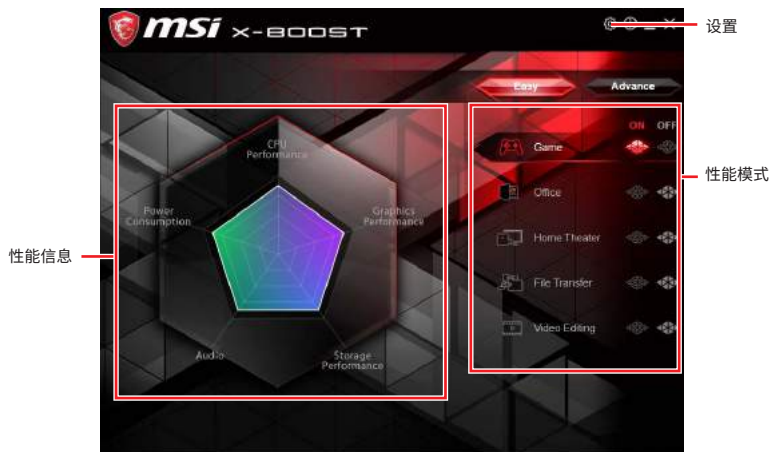 msi X-BOOST
设置
Easy
Advance
ON OFF
Game
Office
Home Theater
File Transfer
Video Editing
性能模式
CPU
Performance
Power
Consumption
Graphics
Performance
Audio
Storage
Performance
性能信息